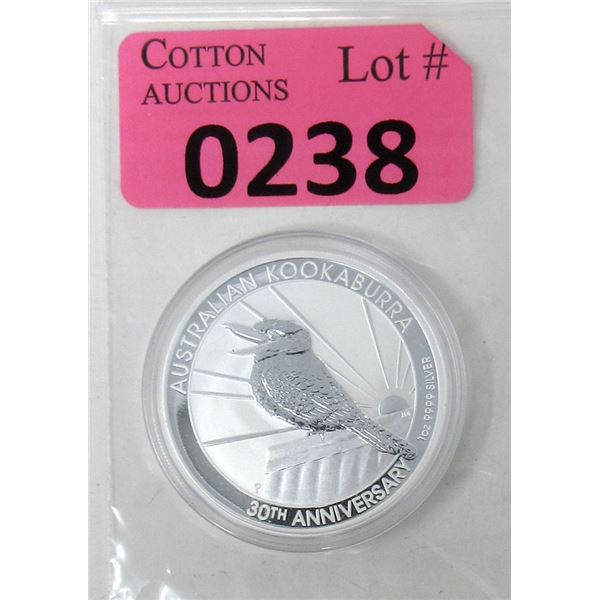 COTTON
AUCTIONS
Lot #
0238
AUSTRALIAN KOOKABURRA
1oz 9999 SILVER
P
30TH ANNIVERSARY